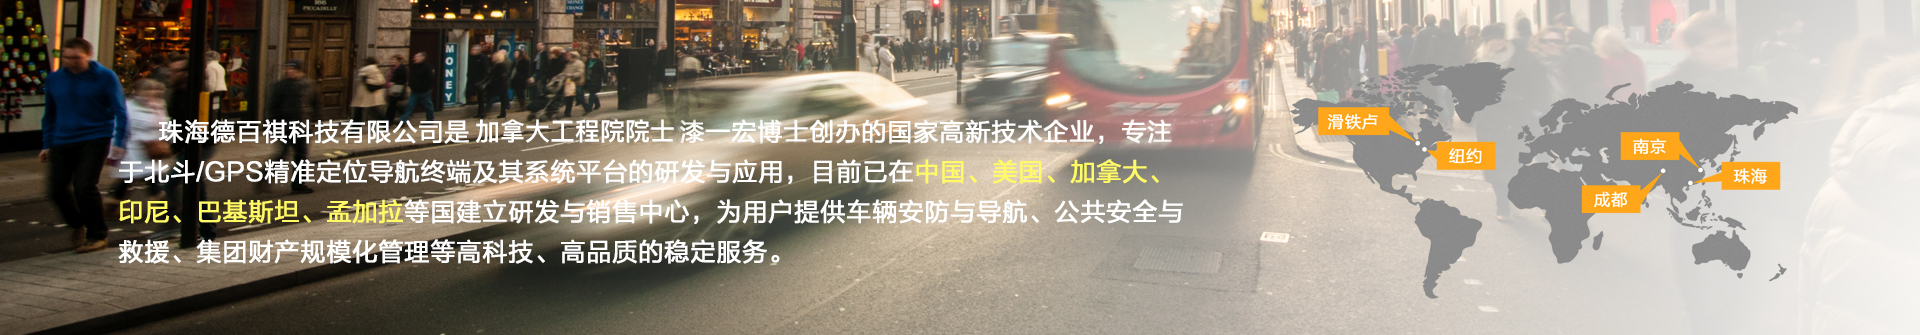 166
PICCADILLY
MONEY
珠海德百祺科技有限公司是 加拿大工程院院士 漆一宏博士创办的国家高新技术企业，专注
于北斗/GPS精准定位导航终端及其系统平台的研发与应用，目前已在中国、美国、加拿大、
印尼、巴基斯坦、孟加拉等国建立研发与销售中心，为用户提供车辆安防与导航、公共安全与
救援、集团财产规模化管理等高科技、高品质的稳定服务。
滑铁卢
纽约
南京
珠海
成都